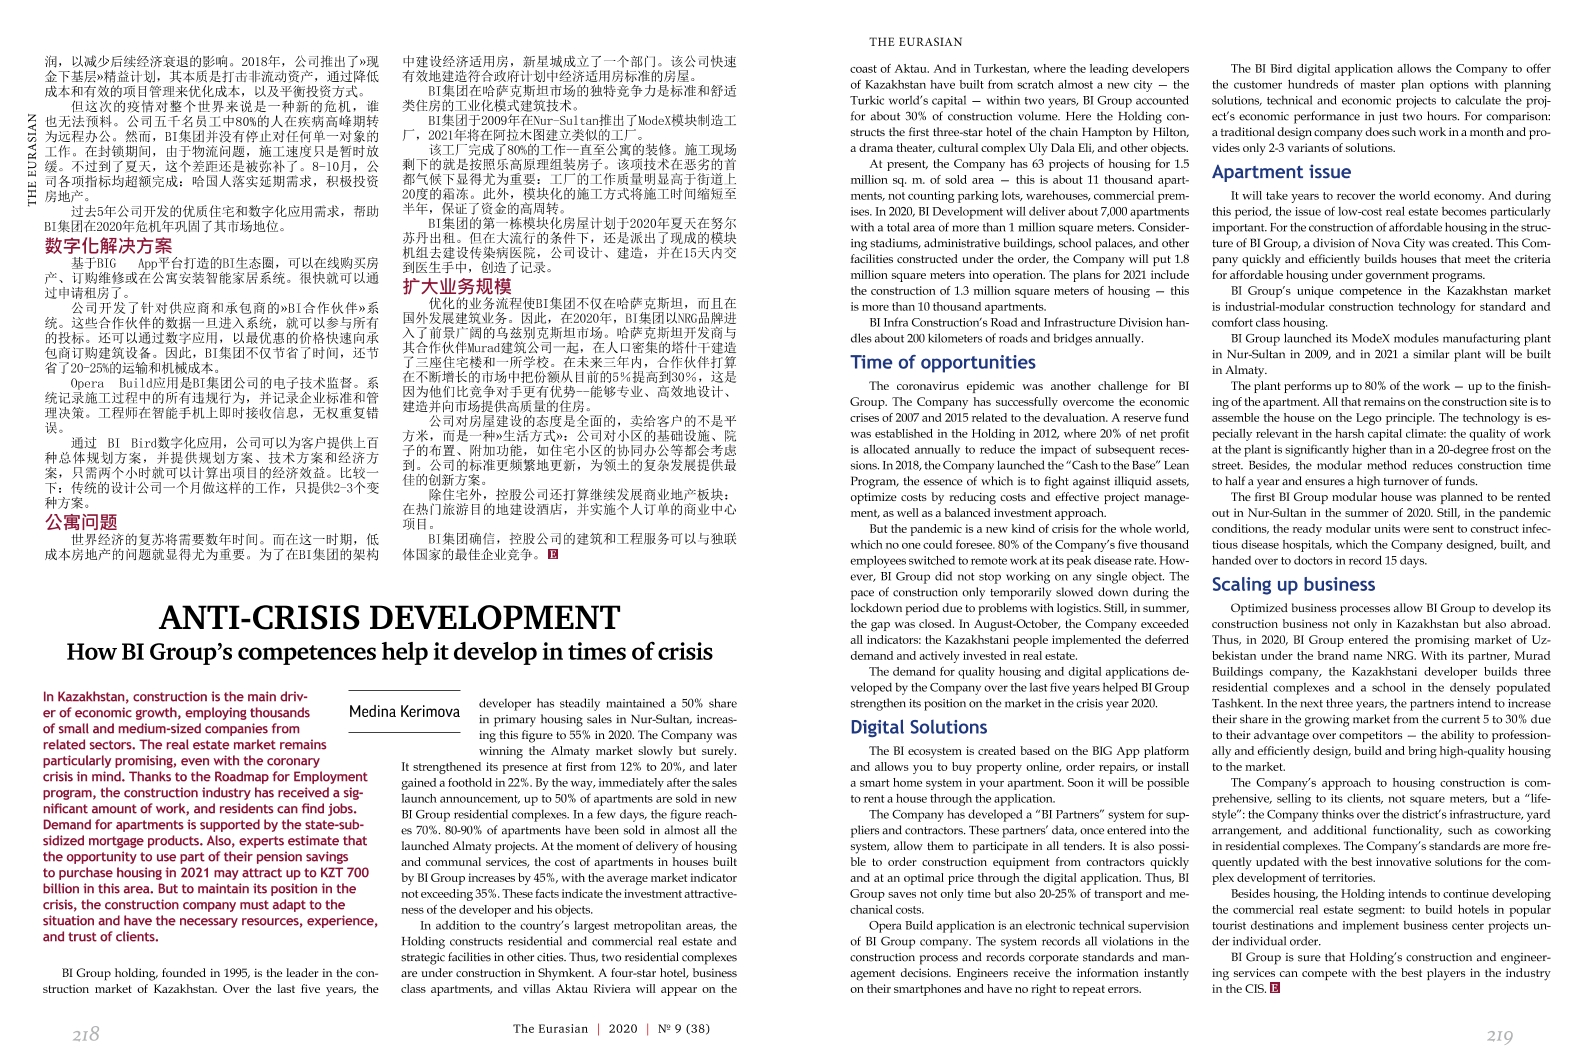 THE EURASIAN
润，以减少后续经济衰退的影响。2018年，公司推出了»现
金下基层»精益计划，其本质是打击非流动资产，通过降低
成本和有效的项目管理来优化成本，以及平衡投资方式。
但这次的疫情对整个世界来说是一种新的危机，谁
也无法预料。公司五千名员工中80%的人在疾病高峰期转
为远程办公。然而，BI集团并没有停止对任何单一对象的
工作。在封锁期间，由于物流问题，施工速度只是暂时放
缓。不过到了夏天，这个差距还是被弥补了。8-10月，公
司各项指标均超额完成：哈国人落实延期需求，积极投资
房地产。
过去5年公司开发的优质住宅和数字化应用需求，帮助
BI集团在2020年危机年巩固了其市场地位。
数字化解决方案
基于BIG App平台打造的BI生态圈，可以在线购买房
产、订购维修或在公寓安装智能家居系统。很快就可以通
过申请租房了。
公司开发了针对供应商和承包商的»BI合作伙伴»系
统。这些合作伙伴的数据一旦进入系统，就可以参与所有
的投标。还可以通过数字应用，以最优惠的价格快速向承
包商订购建筑设备。因此，BI集团不仅节省了时间，还节
省了20-25%的运输和机械成本。
Opera Build应用是BI集团公司的电子技术监督。系
统记录施工过程中的所有违规行为，并记录企业标准和管
理决策。工程师在智能手机上即时接收信息，无权重复错
误。
通过 BI Bird数字化应用，公司可以为客户提供上百
种总体规划方案，并提供规划方案、技术方案和经济方
案，只需两个小时就可以计算出项目的经济效益。比较一
下：传统的设计公司一个月做这样的工作，只提供2-3个变
种方案。
公寓问题
世界经济的复苏将需要数年时间。而在这一时期，低
成本房地产的问题就显得尤为重要。为了在BI集团的架构
中建设经济适用房，新星城成立了一个部门。该公司快速
有效地建造符合政府计划中经济适用房标准的房屋。
BI集团在哈萨克斯坦市场的独特竞争力是标准和舒适
类住房的工业化模式建筑技术。
BI集团于2009年在Nur-Sultan推出了ModeX模块制造工
厂，2021年将在阿拉木图建立类似的工厂。
该工厂完成了80%的工作一直至公寓的装修。施工现场
剩下的就是按照乐高原理组装房子。该项技术在恶劣的首
都气候下显得尤为重要：工厂的工作质量明显高于街道上
20度的霜冻。此外，模块化的施工方式将施工时间缩短至
半年，保证了资金的高周转。
BI集团的第一栋模块化房屋计划于2020年夏天在努尔
苏丹出租。但在大流行的条件下，还是派出了现成的模块
机组去建设传染病医院，公司设计、建造，并在15天内交
到医生手中，创造了记录。
扩大业务规模
优化的业务流程使BI集团不仅在哈萨克斯坦，而且在
国外发展建筑业务。因此，在2020年，BI集团以NRG品牌进
入了前景广阔的乌兹别克斯坦市场。哈萨克斯坦开发商与
其合作伙伴Murad建筑公司一起，在人口密集的塔什干建造
了三座住宅楼和一所学校。在未来三年内，合作伙伴打算
在不断增长的市场中把份额从目前的5%提高到30%，这是
因为他们比竞争对手更有优势--能够专业、高效地设计、
建造并向市场提供高质量的住房。
公司对房屋建设的态度是全面的，卖给客户的不是平
方米，而是一种»生活方式»：公司对小区的基础设施、院
子的布置、附加功能，如住宅小区的协同办公等都会考虑
到。公司的标准更频繁地更新，为领土的复杂发展提供最
佳的创新方案。
除住宅外，控股公司还打算继续发展商业地产板块：
在热门旅游目的地建设酒店，并实施个人订单的商业中心
项目。
BI集团确信，控股公司的建筑和工程服务可以与独联
体国家的最佳企业竞争。E
ANTI-CRISIS DEVELOPMENT
How BI Group's competences help it develop in times of crisis
In Kazakhstan, construction is the main driv-
er of economic growth, employing thousands
of small and medium-sized companies from
related sectors. The real estate market remains
particularly promising, even with the coronary
crisis in mind. Thanks to the Roadmap for Employment
program, the construction industry has received a sig-
nificant amount of work, and residents can find jobs.
Demand for apartments is supported by the state-sub-
sidized mortgage products. Also, experts estimate that
the opportunity to use part of their pension savings
to purchase housing in 2021 may attract up to KZT 700
billion in this area. But to maintain its position in the
crisis, the construction company must adapt to the
situation and have the necessary resources, experience,
and trust of clients.
BI Group holding, founded in 1995, is the leader in the con-
struction market of Kazakhstan. Over the last five years, the
Medina Kerimova
developer has steadily maintained a 50% share
in primary housing sales in Nur-Sultan, increas-
ing this figure to 55% in 2020. The Company was
winning the Almaty market slowly but surely.
It strengthened its presence at first from 12% to 20%, and later
gained a foothold in 22%. By the way, immediately after the sales
launch announcement, up to 50% of apartments are sold in new
BI Group residential complexes. In a few days, the figure reach-
es 70%. 80-90% of apartments have been sold in almost all the
launched Almaty projects. At the moment of delivery of housing
and communal services, the cost of apartments in houses built
by BI Group increases by 45%, with the average market indicator
not exceeding 35%. These facts indicate the investment attractive-
ness of the developer and his objects.
In addition to the country's largest metropolitan areas, the
Holding constructs residential and commercial real estate and
strategic facilities in other cities. Thus, two residential complexes
are under construction in Shymkent. A four-star hotel, business
class apartments, and villas Aktau Riviera will appear on the
218
The Eurasian | 2020 | № 9 (38)
THE EURASIAN
coast of Aktau. And in Turkestan, where the leading developers
of Kazakhstan have built from scratch almost a new city — the
Turkic world's capital — within two years, BI Group accounted
for about 30% of construction volume. Here the Holding con-
structs the first three-star hotel of the chain Hampton by Hilton,
a drama theater, cultural complex Uly Dala Eli, and other objects.
At present, the Company has 63 projects of housing for 1.5
million sq. m. of sold area — this is about 11 thousand apart-
ments, not counting parking lots, warehouses, commercial prem-
ises. In 2020, BI Development will deliver about 7,000 apartments
with a total area of more than 1 million square meters. Consider-
ing stadiums, administrative buildings, school palaces, and other
facilities constructed under the order, the Company will put 1.8
million square meters into operation. The plans for 2021 include
the construction of 1.3 million square meters of housing — this
is more than 10 thousand apartments.
BI Infra Construction's Road and Infrastructure Division han-
dles about 200 kilometers of roads and bridges annually.
Time of opportunities
The coronavirus epidemic was another challenge for BI
Group. The Company has successfully overcome the economic
crises of 2007 and 2015 related to the devaluation. A reserve fund
was established in the Holding in 2012, where 20% of net profit
is allocated annually to reduce the impact of subsequent reces-
sions. In 2018, the Company launched the “Cash to the Base” Lean
Program, the essence of which is to fight against illiquid assets,
optimize costs by reducing costs and effective project manage-
ment, as well as a balanced investment approach.
But the pandemic is a new kind of crisis for the whole world,
which no one could foresee. 80% of the Company's five thousand
employees switched to remote work at its peak disease rate. How-
ever, BI Group did not stop working on any single object. The
pace of construction only temporarily slowed down during the
lockdown period due to problems with logistics. Still, in summer,
the gap was closed. In August-October, the Company exceeded
all indicators: the Kazakhstani people implemented the deferred
demand and actively invested in real estate.
The demand for quality housing and digital applications de-
veloped by the Company over the last five years helped BI Group
strengthen its position on the market in the crisis year 2020.
Digital Solutions
The BI ecosystem is created based on the BIG App platform
and allows you to buy property online, order repairs, or install
a smart home system in your apartment. Soon it will be possible
to rent a house through the application.
The Company has developed a “BI Partners” system for sup-
pliers and contractors. These partners' data, once entered into the
system, allow them to participate in all tenders. It is also possi-
ble to order construction equipment from contractors quickly
and at an optimal price through the digital application. Thus, BI
Group saves not only time but also 20-25% of transport and me-
chanical costs.
Opera Build application is an electronic technical supervision
of BI Group company. The system records all violations in the
construction process and records corporate standards and man-
agement decisions. Engineers receive the information instantly
on their smartphones and have no right to repeat errors.
The BI Bird digital application allows the Company to offer
the customer hundreds of master plan options with planning
solutions, technical and economic projects to calculate the proj-
ect's economic performance in just two hours. For comparison:
a traditional design company does such work in a month and pro-
vides only 2-3 variants of solutions.
Apartment issue
It will take years to recover the world economy. And during
this period, the issue of low-cost real estate becomes particularly
important. For the construction of affordable housing in the struc-
ture of BI Group, a division of Nova City was created. This Com-
pany quickly and efficiently builds houses that meet the criteria
for affordable housing under government programs.
BI Group's unique competence in the Kazakhstan market
is industrial-modular construction technology for standard and
comfort class housing.
BI Group launched its ModeX modules manufacturing plant
in Nur-Sultan in 2009, and in 2021 a similar plant will be built
in Almaty.
The plant performs up to 80% of the work — up to the finish-
ing of the apartment. All that remains on the construction site is to
assemble the house on the Lego principle. The technology is es-
pecially relevant in the harsh capital climate: the quality of work
at the plant is significantly higher than in a 20-degree frost on the
street. Besides, the modular method reduces construction time
to half a year and ensures a high turnover of funds.
The first BI Group modular house was planned to be rented
out in Nur-Sultan in the summer of 2020. Still, in the pandemic
conditions, the ready modular units were sent to construct infec-
tious disease hospitals, which the Company designed, built, and
handed over to doctors in record 15 days.
Scaling up business
Optimized business processes allow BI Group to develop its
construction business not only in Kazakhstan but also abroad.
Thus, in 2020, BI Group entered the promising market of Uz-
bekistan under the brand name NRG. With its partner, Murad
Buildings company, the Kazakhstani developer builds three
residential complexes and a school in the densely populated
Tashkent. In the next three years, the partners intend to increase
their share in the growing market from the current 5 to 30% due
to their advantage over competitors — the ability to profession-
ally and efficiently design, build and bring high-quality housing
to the market.
The Company's approach to housing construction is com-
prehensive, selling to its clients, not square meters, but a “life-
style”: the Company thinks over the district's infrastructure, yard
arrangement, and additional functionality, such as coworking
in residential complexes. The Company's standards are more fre-
quently updated with the best innovative solutions for the com-
plex development of territories.
Besides housing, the Holding intends to continue developing
the commercial real estate segment: to build hotels in popular
tourist destinations and implement business center projects un-
der individual order.
BI Group is sure that Holding's construction and engineer-
ing services can compete with the best players in the industry
in the CIS. E
219